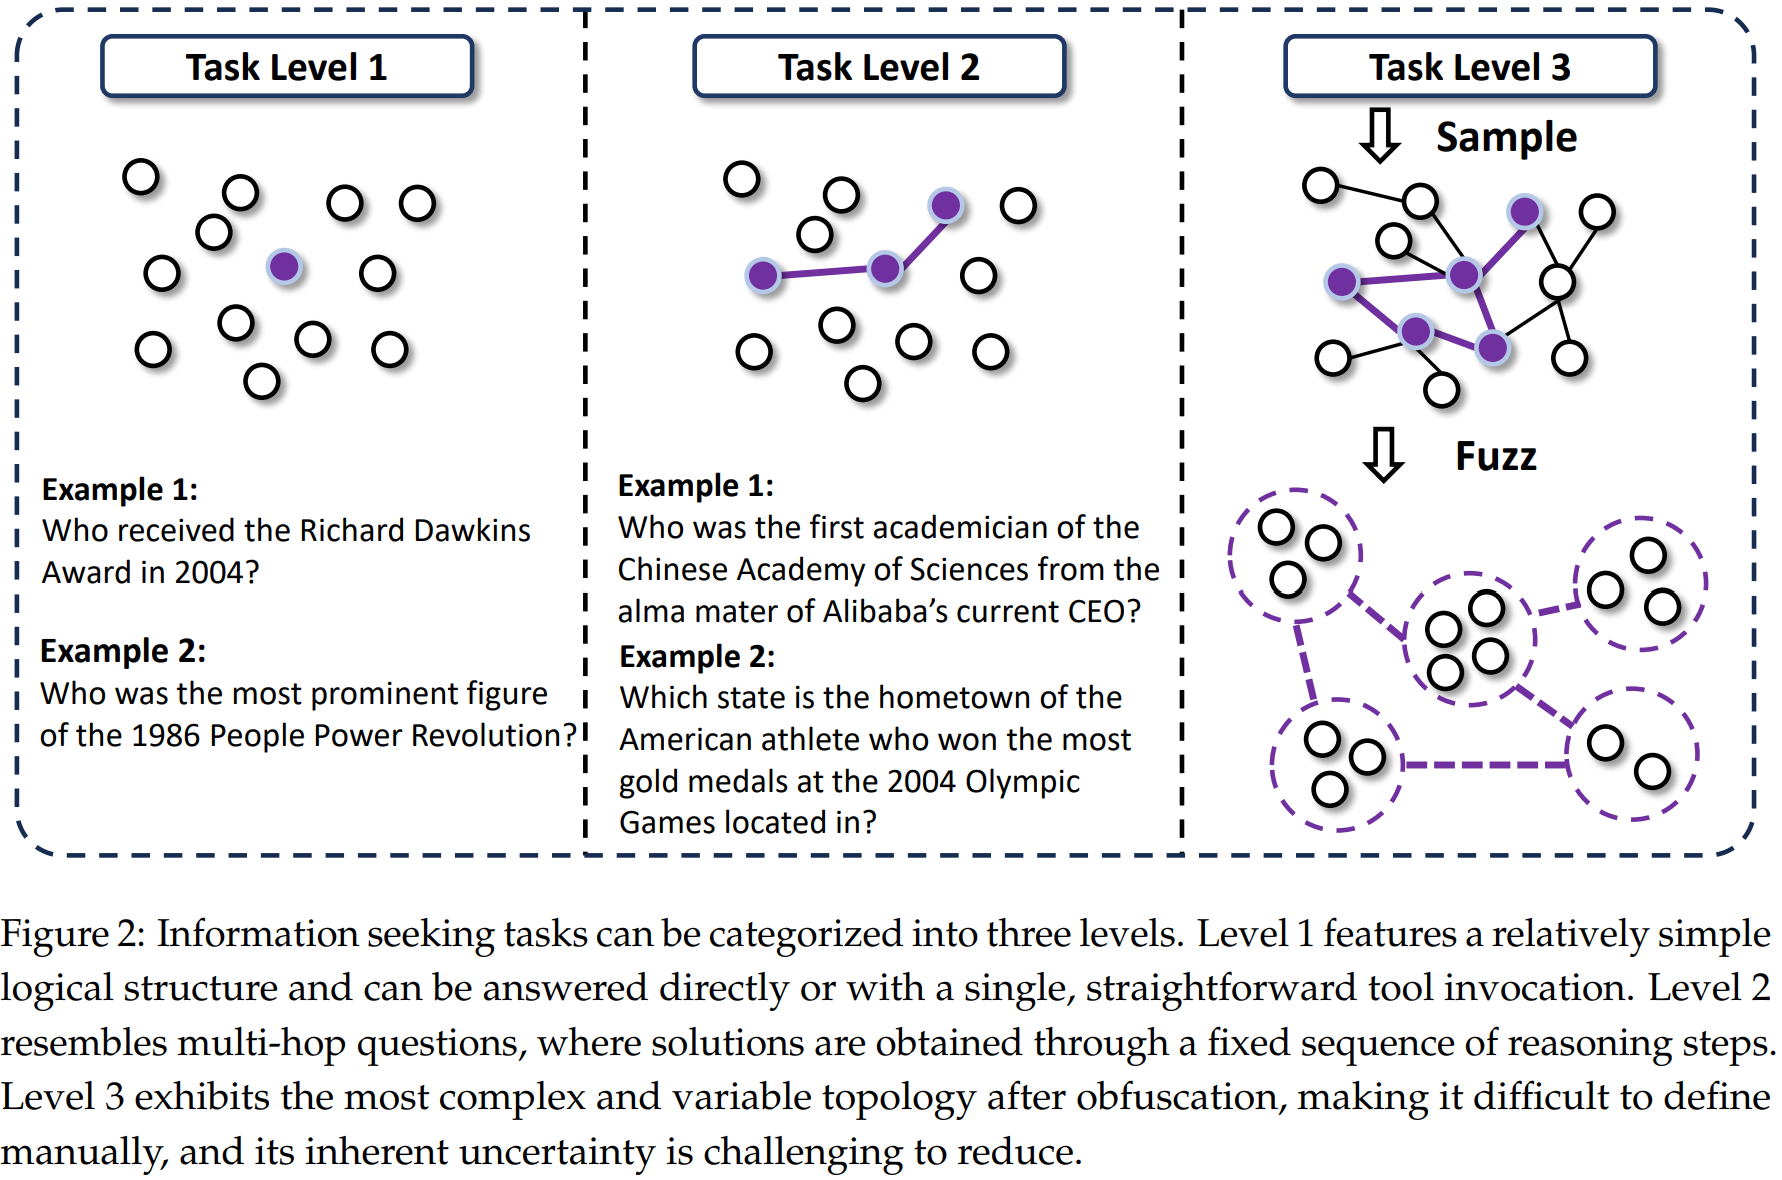 Task Level 1
Example 1:
Who received the Richard Dawkins
Award in 2004?
Example 2:
Who was the most prominent figure
of the 1986 People Power Revolution?
Task Level 2
Example 1:
Who was the first academician of the
Chinese Academy of Sciences from the
alma mater of Alibaba’s current CEO?
Example 2:
Which state is the hometown of the
American athlete who won the most
gold medals at the 2004 Olympic
Games located in?
Task Level 3
Sample
Fuzz
Figure 2: Information seeking tasks can be categorized into three levels. Level 1 features a relatively simple
logical structure and can be answered directly or with a single, straightforward tool invocation. Level 2
resembles multi-hop questions, where solutions are obtained through a fixed sequence of reasoning steps.
Level 3 exhibits the most complex and variable topology after obfuscation, making it difficult to define
manually, and its inherent uncertainty is challenging to reduce.